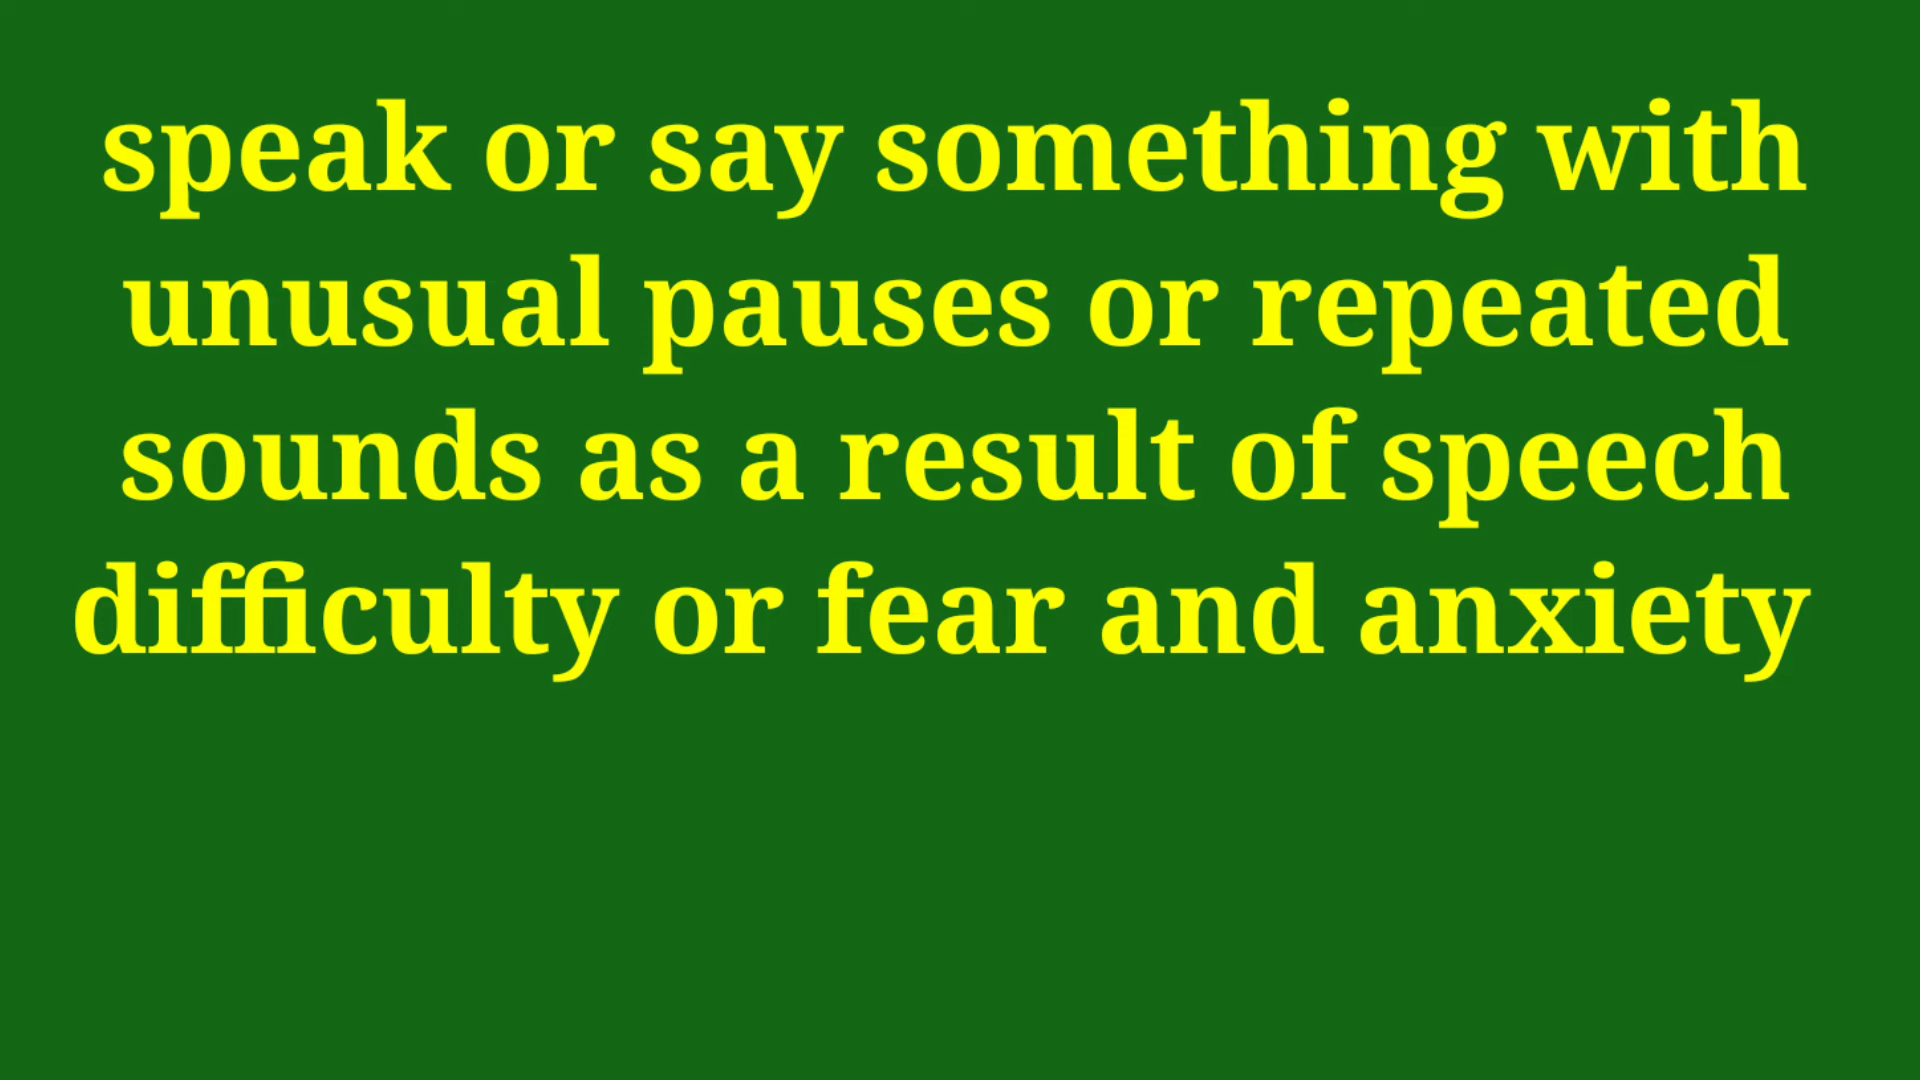 speak or say something with
unusual pauses or repeated
sounds as a result of speech
difficulty or fear and anxiety